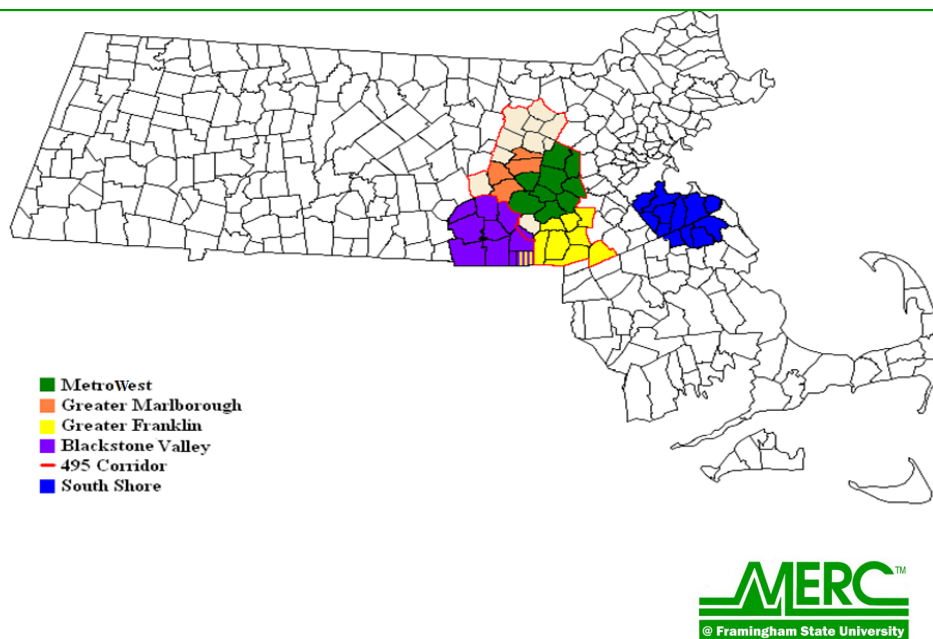 MetroWest
Greater Marlborough
Greater Franklin
Blackstone Valley
495 Corridor
South Shore
MERC™
@ Framingham State University